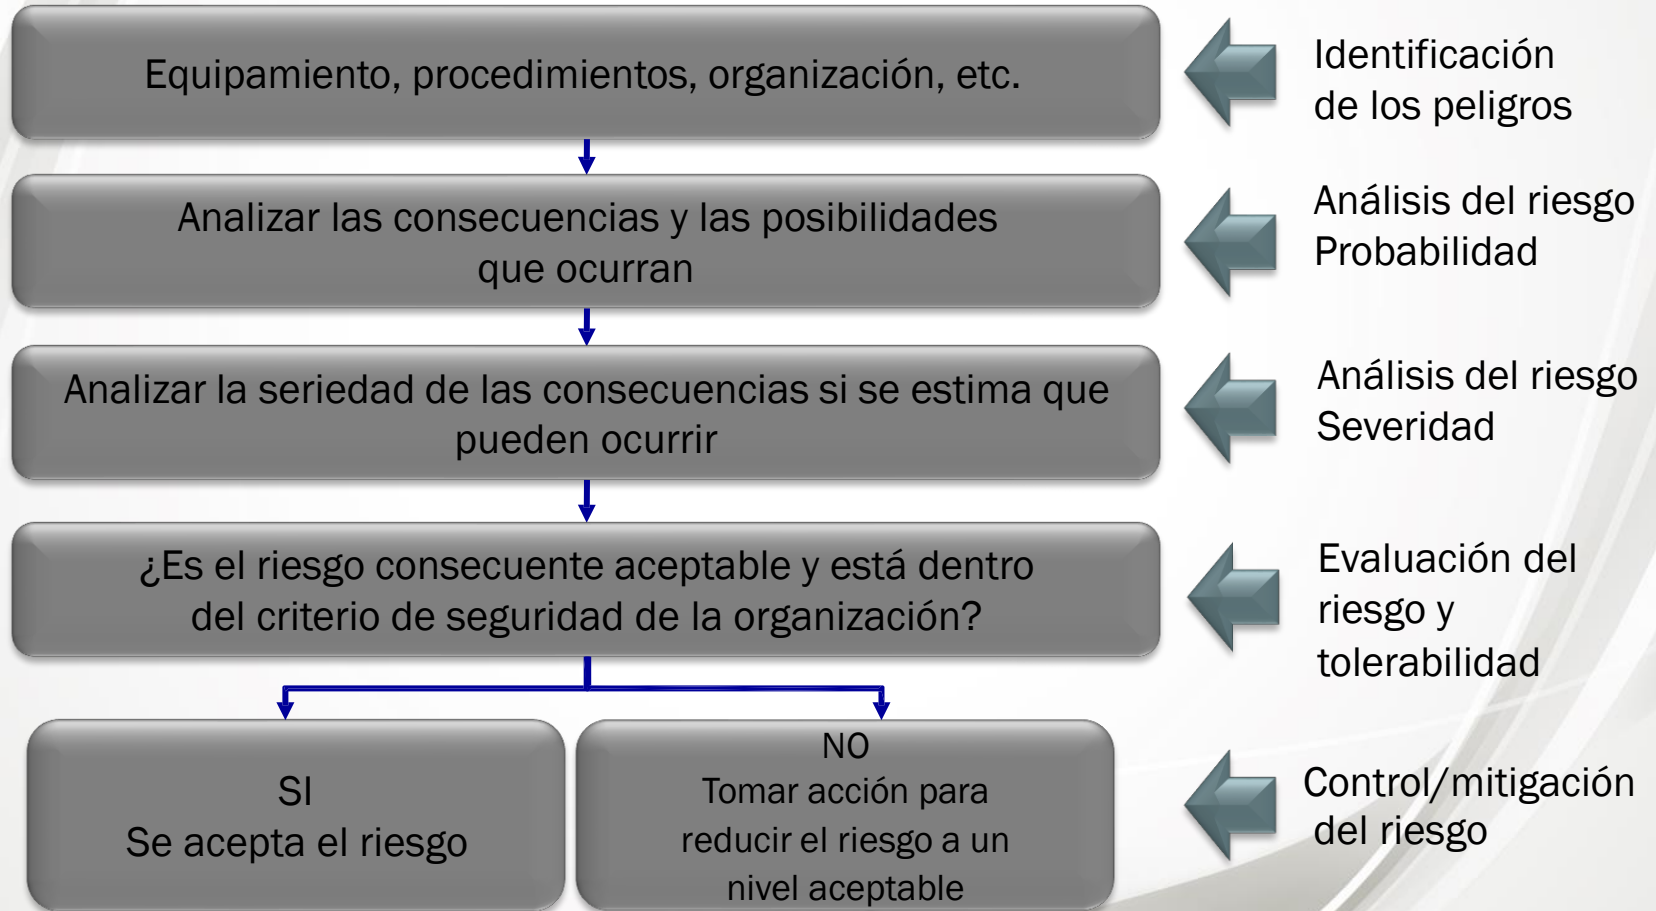 Equipamiento, procedimientos, organización, etc.
Identificación
de los peligros
Analizar las consecuencias y las posibilidades
que ocurran
Análisis del riesgo
Probabilidad
Analizar la seriedad de las consecuencias si se estima que
pueden ocurrir
Análisis del riesgo
Severidad
¿Es el riesgo consecuente aceptable y está dentro
del criterio de seguridad de la organización?
Evaluación del
riesgo y
tolerabilidad
SI
Se acepta el riesgo
NO
Tomar acción para
reducir el riesgo a un
nivel aceptable
Control/mitigación
del riesgo